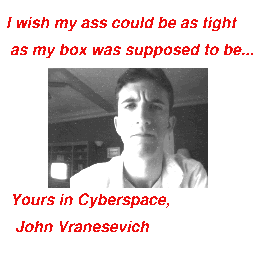 I wish my ass could be as tight
as my box was supposed to be...
Yours in Cyberspace,
John Vranesevich